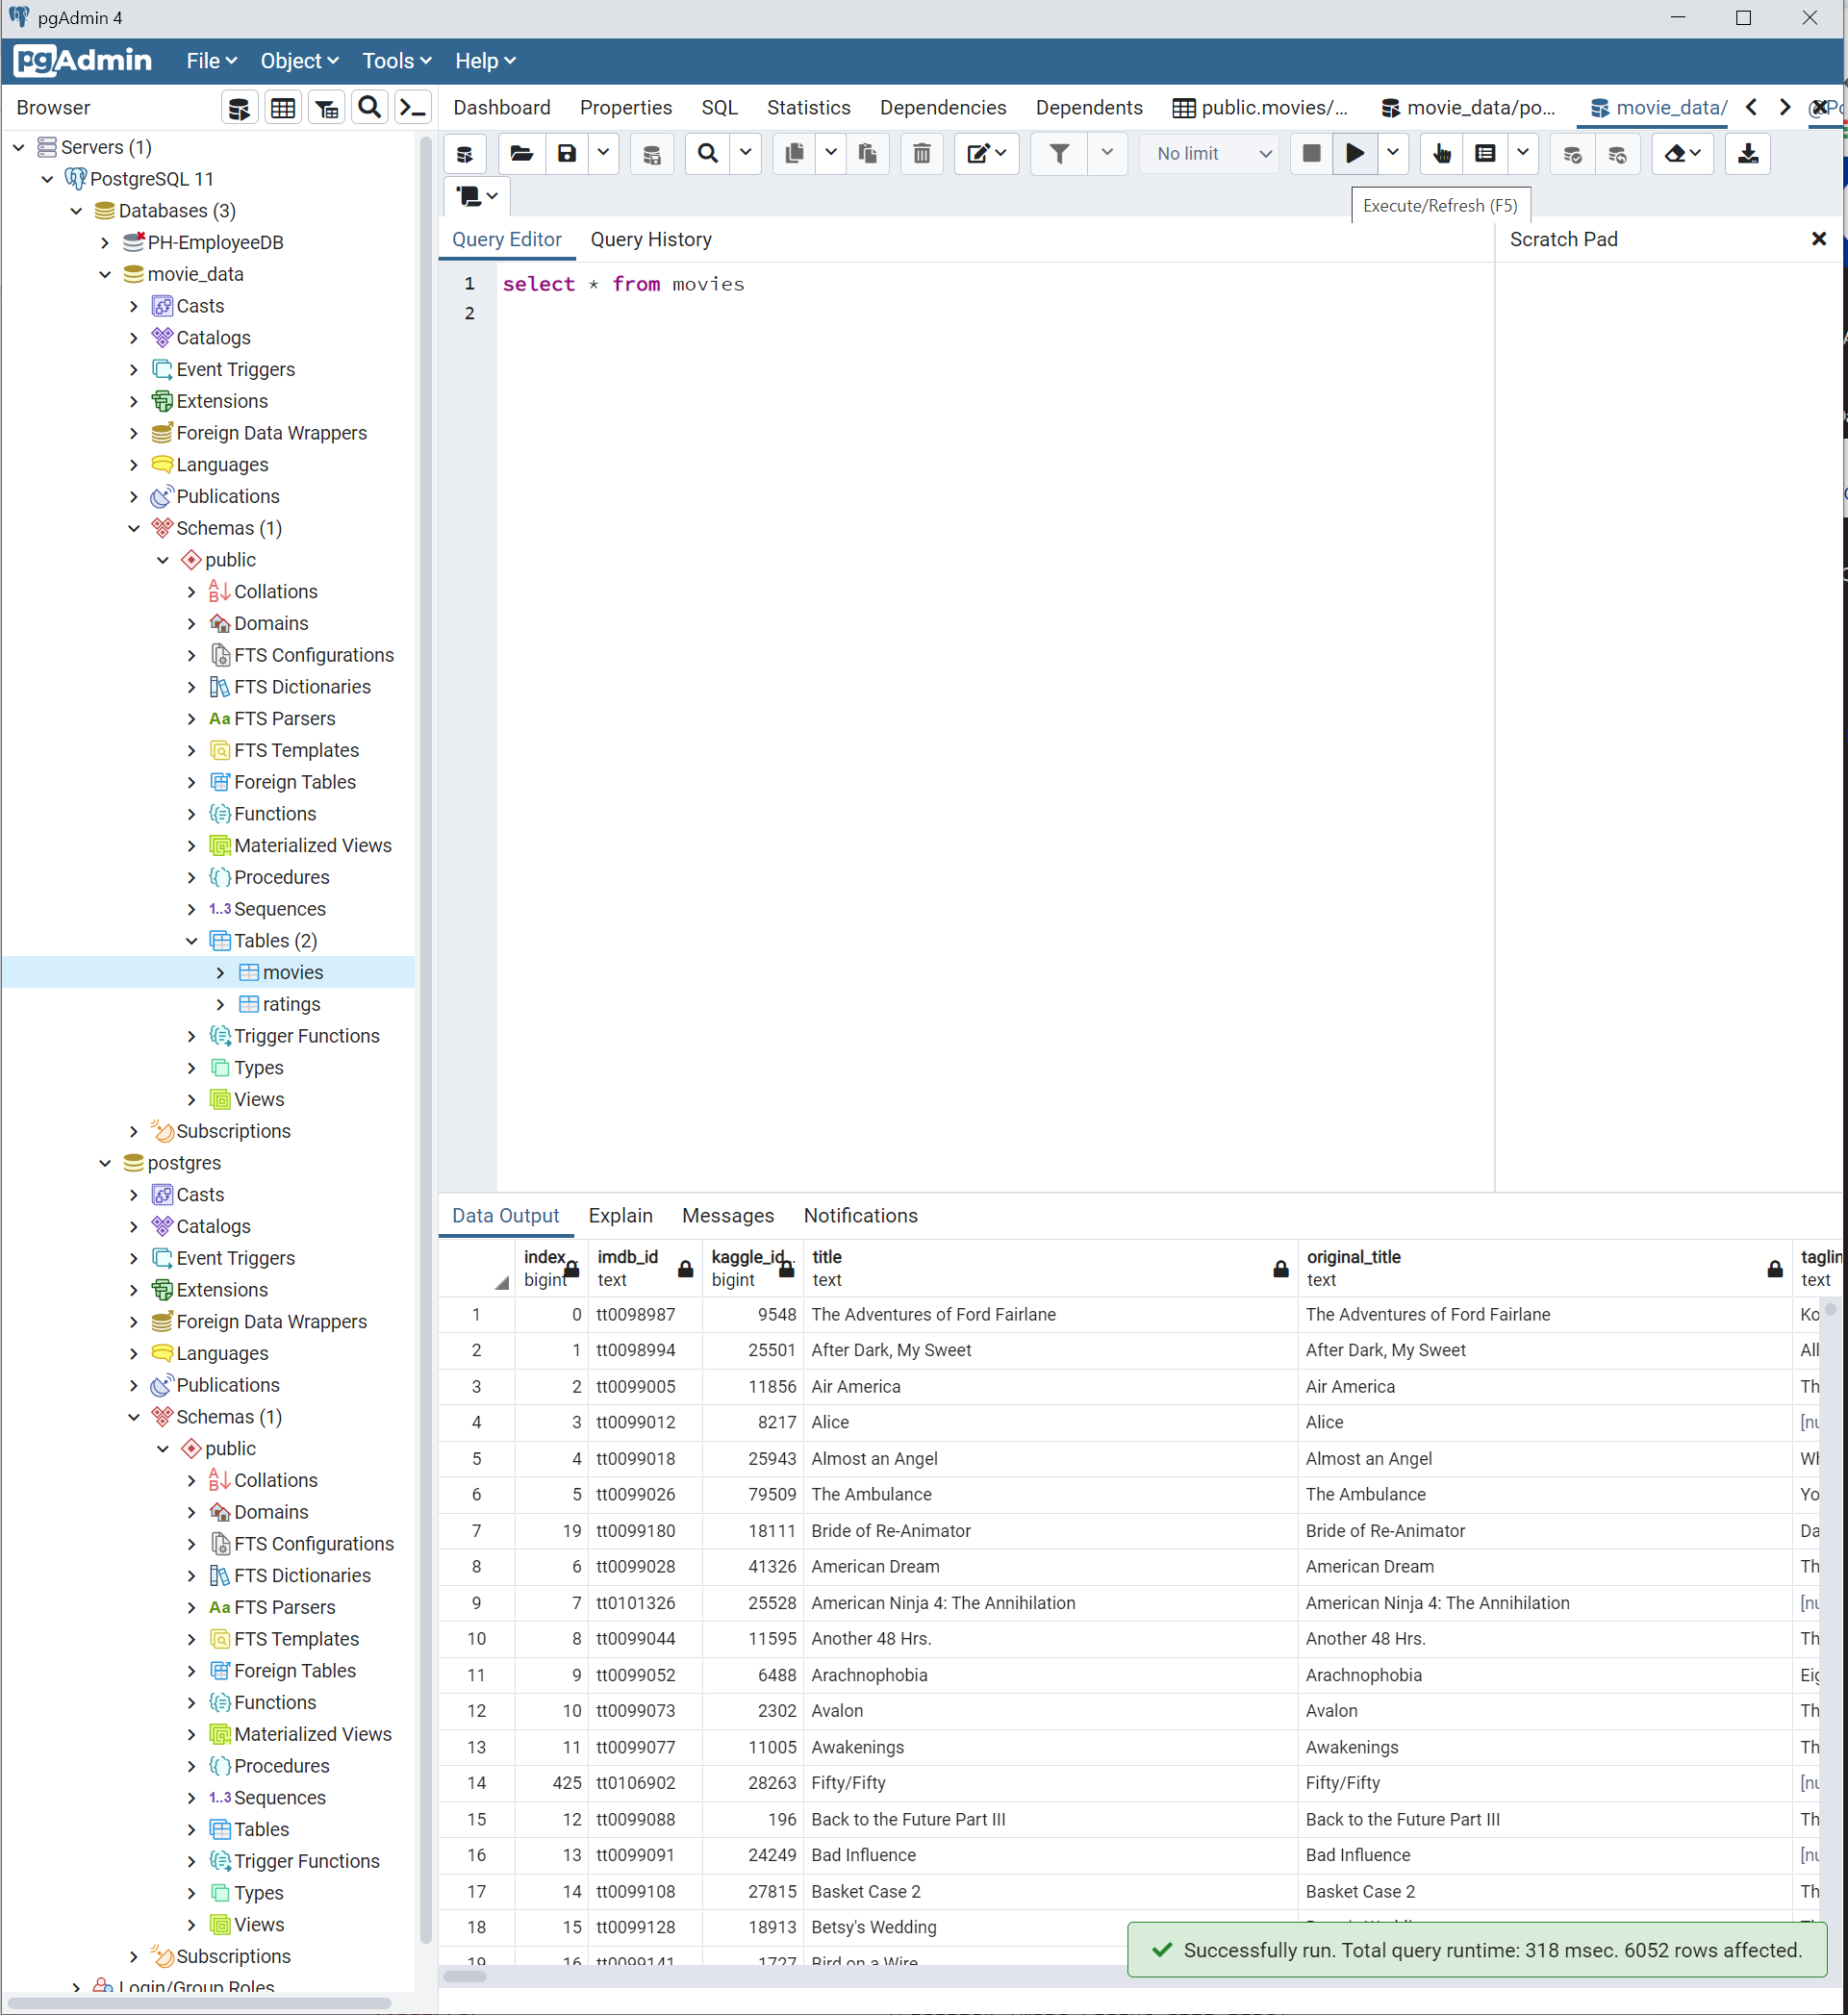 pgAdmin 4
pgAdmin File Object Tools Help
Browser
Dashboard Properties SQL Statistics Dependencies Dependents public.movies/... movie_data/po... movie_data/
No limit
Execute/Refresh (F5)
Query Editor Query History Scratch Pad
1 select * from movies
2
Servers (1)
PostgreSQL 11
Databases (3)
PH-EmployeeDB
movie_data
Casts
Catalogs
Event Triggers
Extensions
Foreign Data Wrappers
Languages
Publications
Schemas (1)
public
Collations
Domains
FTS Configurations
FTS Dictionaries
Aa FTS Parsers
FTS Templates
Foreign Tables
Functions
Materialized Views
Procedures
1..3 Sequences
Tables (2)
movies
ratings
Trigger Functions
Types
Views
Subscriptions
postgres
Casts
Catalogs
Event Triggers
Extensions
Foreign Data Wrappers
Languages
Publications
Schemas (1)
public
Collations
Domains
FTS Configurations
FTS Dictionaries
Aa FTS Parsers
FTS Templates
Foreign Tables
Functions
Materialized Views
Procedures
1..3 Sequences
Tables
Trigger Functions
Types
Views
Subscriptions
Login/Group Roles
Data Output Explain Messages Notifications
index imdb_id kaggle_id title original_title taglin
bigint text bigint text text text
1 0 tt0098987 9548 The Adventures of Ford Fairlane The Adventures of Ford Fairlane Ko
2 1 tt0098994 25501 After Dark, My Sweet After Dark, My Sweet All
3 2 tt0099005 11856 Air America Air America Th
4 3 tt0099012 8217 Alice Alice [nu
5 4 tt0099018 25943 Almost an Angel Almost an Angel Wh
6 5 tt0099026 79509 The Ambulance The Ambulance Yo
7 19 tt0099180 18111 Bride of Re-Animator Bride of Re-Animator Da
8 6 tt0099028 41326 American Dream American Dream Th
9 7 tt0101326 25528 American Ninja 4: The Annihilation American Ninja 4: The Annihilation [nu
10 8 tt0099044 11595 Another 48 Hrs. Another 48 Hrs. Th
11 9 tt0099052 6488 Arachnophobia Arachnophobia Eig
12 10 tt0099073 2302 Avalon Avalon Th
13 11 tt0099077 11005 Awakenings Awakenings Th
14 425 tt0106902 28263 Fifty/Fifty Fifty/Fifty [nu
15 12 tt0099088 196 Back to the Future Part III Back to the Future Part III Th
16 13 tt0099091 24249 Bad Influence Bad Influence [nu
17 14 tt0099108 27815 Basket Case 2 Basket Case 2 Th
18 15 tt0099128 18913 Betsy's Wedding
19 16 tt0099141 1727 Bird on a Wire
Successfully run. Total query runtime: 318 msec. 6052 rows affected.